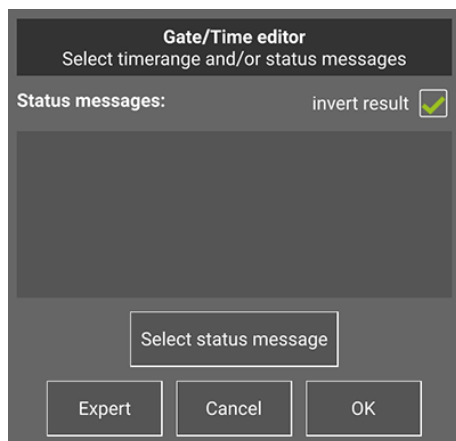 Gate/Time editor
Select timerange and/or status messages
Status messages: invert result
Select status message
Expert Cancel OK